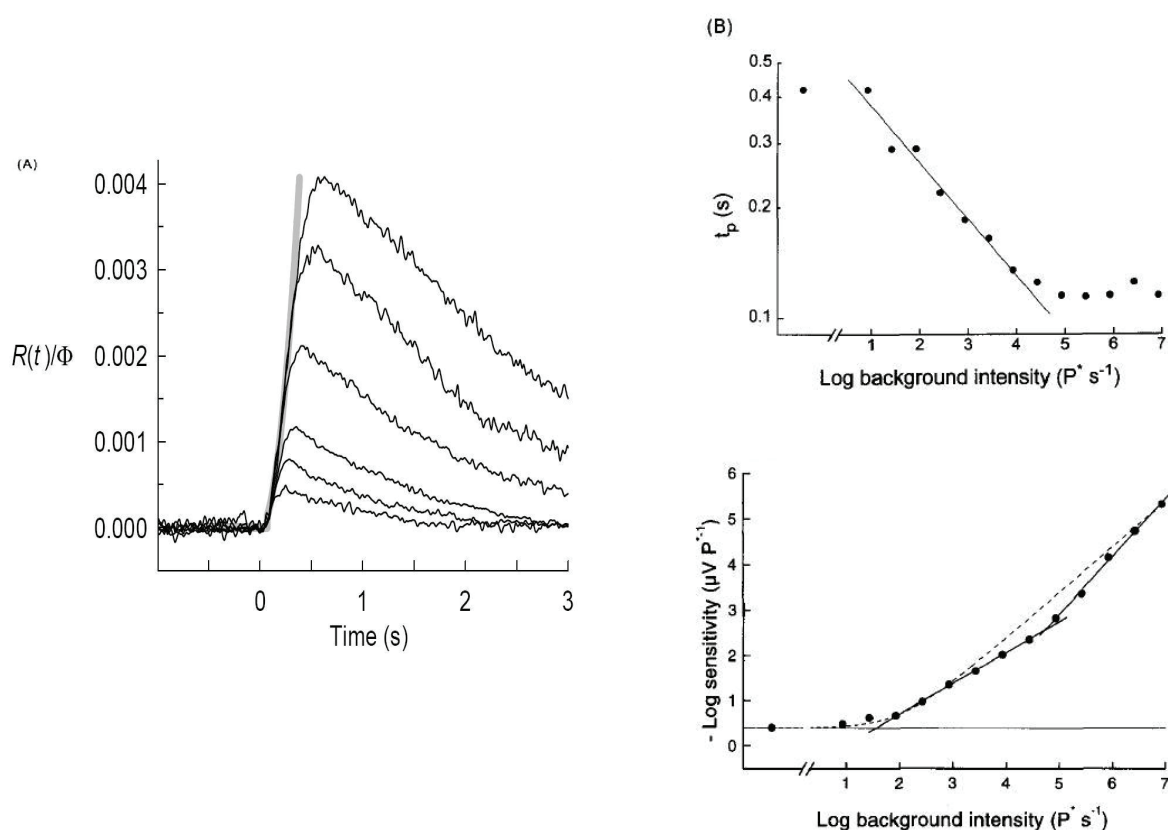 (A)
0.004
0.003
R(t)/Φ
0.002
0.001
0.000
0 1 2 3
Time (s)
(B)
0.5
0.4
0.3
0.2
0.1
t_p (s)
1 2 3 4 5 6 7
Log background intensity (P* s⁻¹)
6
5
4
3
2
1
0
- Log sensitivity (µV P*⁻¹)
1 2 3 4 5 6 7
Log background intensity (P* s⁻¹)